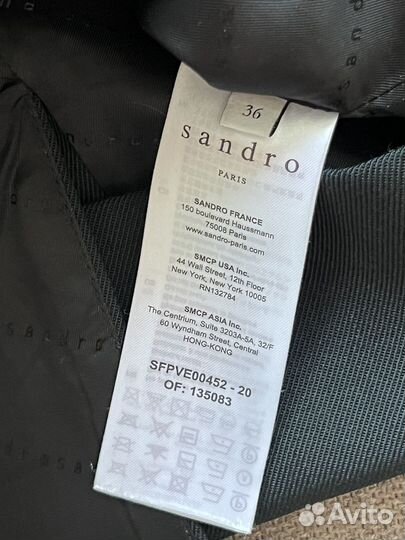 36
sandro
PARIS
SANDRO FRANCE
150 boulevard Haussmann
75008 Paris
www.sandro-paris.com
SMCP USA Inc.
44 Wall Street, 12th Floor
New York, New York 10005
RN132784
SMCP ASIA Inc.
The Centrium, Suite 3203A-5A, 32/F
60 Wyndham Street, Central
HONG-KONG
SFPVE00452 - 20
OF: 135083
sandro
Avito